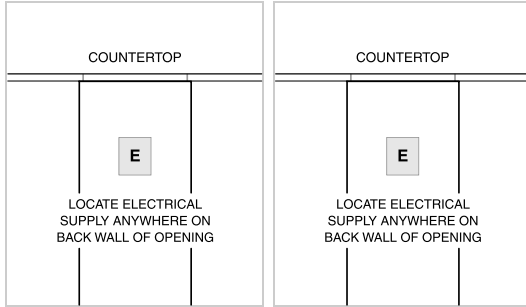 COUNTERTOP
E
LOCATE ELECTRICAL
SUPPLY ANYWHERE ON
BACK WALL OF OPENING
COUNTERTOP
E
LOCATE ELECTRICAL
SUPPLY ANYWHERE ON
BACK WALL OF OPENING